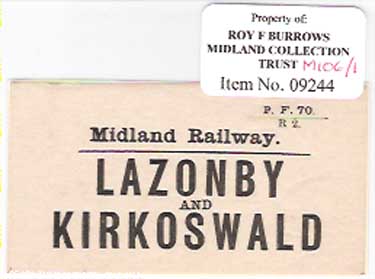 Property of:
ROY F BURROWS
MIDLAND COLLECTION
TRUST M106/1
Item No. 09244
P. F. 70.
R 2.
Midland Railway.
LAZONBY
AND
KIRKOSWALD